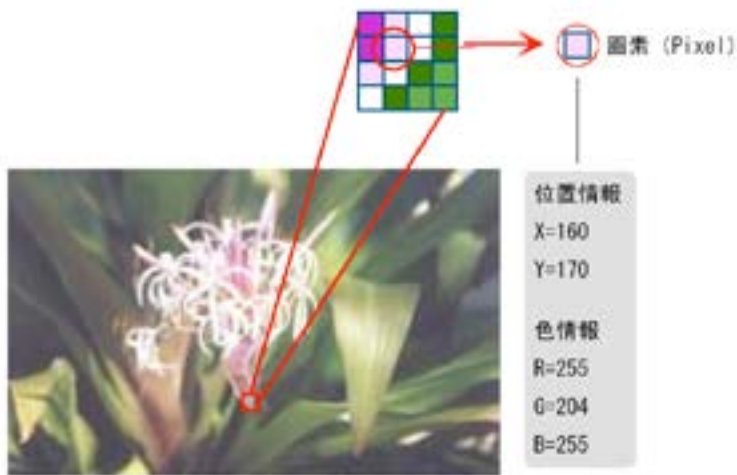 画素 (Pixel)
位置情報
X=160
Y=170
色情報
R=255
G=204
B=255